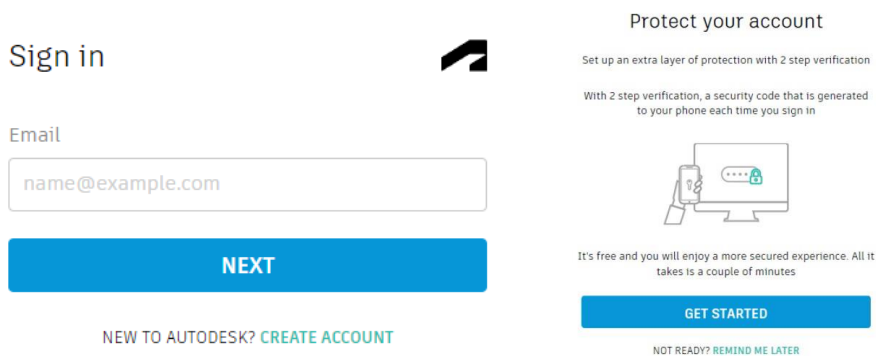 Sign in
Email
name@example.com
NEXT
NEW TO AUTODESK? CREATE ACCOUNT
Protect your account
Set up an extra layer of protection with 2 step verification
With 2 step verification, a security code that is generated
to your phone each time you sign in
It's free and you will enjoy a more secured experience. All it
takes is a couple of minutes
GET STARTED
NOT READY? REMIND ME LATER